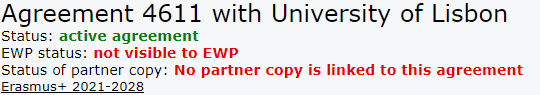 Agreement 4611 with University of Lisbon
Status: active agreement
EWP status: not visible to EWP
Status of partner copy: No partner copy is linked to this agreement
Erasmus+ 2021-2028